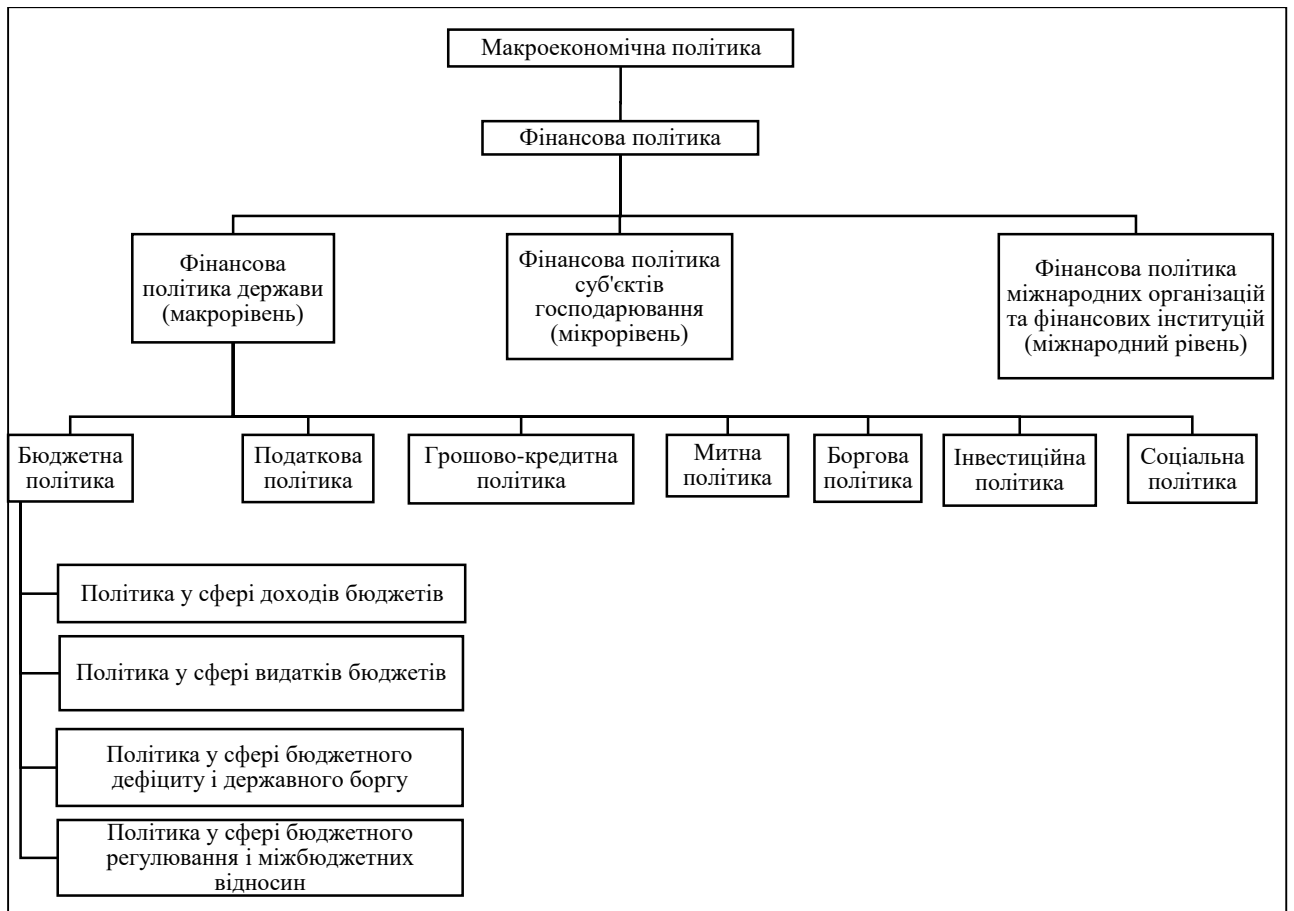 Макроекономічна політика
Фінансова політика
Фінансова
політика держави
(макрорівень)
Фінансова політика
суб'єктів
господарювання
(мікрорівень)
Фінансова політика
міжнародних організацій
та фінансових інституцій
(міжнародний рівень)
Бюджетна
політика
Податкова
політика
Грошово-кредитна
політика
Митна
політика
Боргова
політика
Інвестиційна
політика
Соціальна
політика
Політика у сфері доходів бюджетів
Політика у сфері видатків бюджетів
Політика у сфері бюджетного
дефіциту і державного боргу
Політика у сфері бюджетного
регулювання і міжбюджетних
відносин